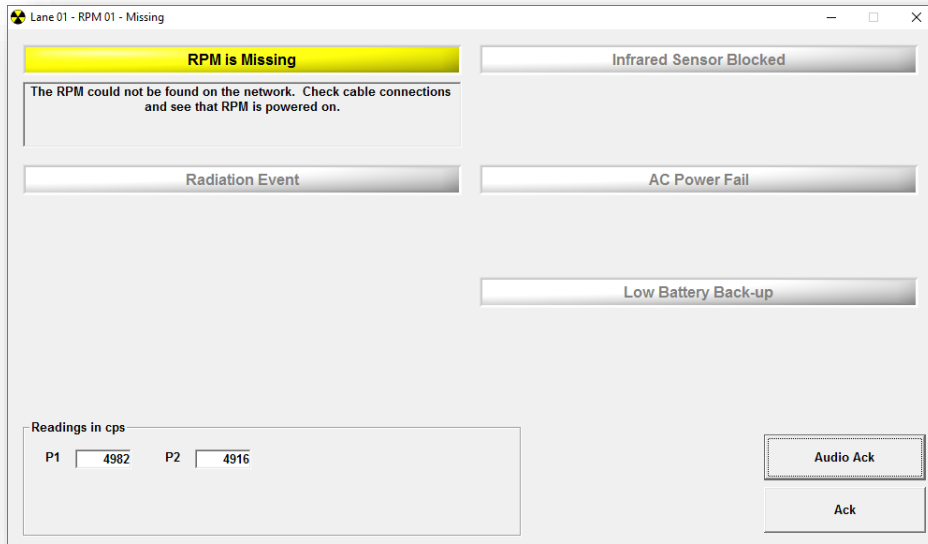 Lane 01 - RPM 01 - Missing
RPM is Missing
Infrared Sensor Blocked
The RPM could not be found on the network. Check cable connections
and see that RPM is powered on.
Radiation Event
AC Power Fail
Low Battery Back-up
Readings in cps
P1 4982 P2 4916
Audio Ack
Ack